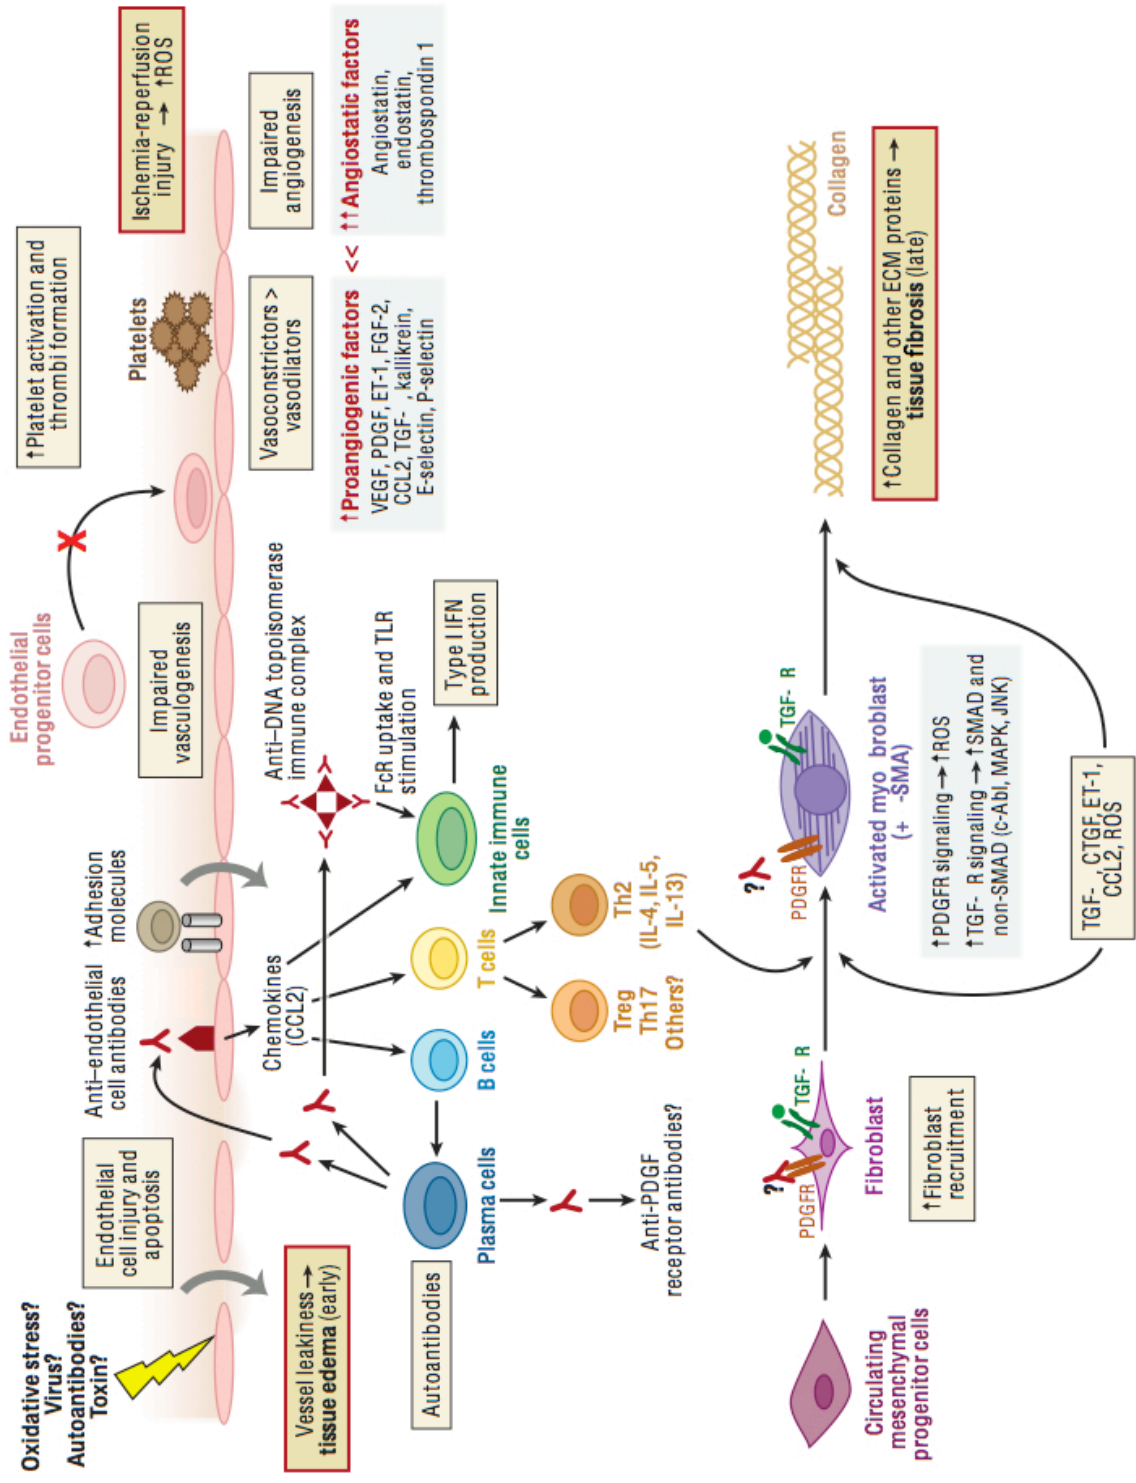 Oxidative stress?
Virus?
Autoantibodies?
Toxin?
Endothelial
cell injury and
apoptosis
Anti–endothelial
cell antibodies
↑Adhesion
molecules
Impaired
vasculogenesis
Endothelial
progenitor cells
X
↑Platelet activation and
thrombi formation
Platelets
Ischemia-reperfusion
injury → ↑ROS
Vessel leakiness→
tissue edema (early)
Chemokines
(CCL2)
Anti–DNA topoisomerase
immune complex
Vasoconstrictors >
vasodilators
Impaired
angiogenesis
↑Proangiogenic factors << ↑↑Angiostatic factors
VEGF, PDGF, ET-1, FGF-2,
CCL2, TGF- , kallikrein,
E-selectin, P-selectin
Angiostatin,
endostatin,
thrombospondin 1
FcR uptake and TLR
stimulation
Type I IFN
production
Autoantibodies
Plasma cells
B cells
T cells
Innate immune
cells
Anti-PDGF
receptor antibodies?
Treg
Th17
Others?
Th2
(IL-4, IL-5,
IL-13)
Circulating
mesenchymal
progenitor cells
?
PDGFR
TGF- R
Fibroblast
↑Fibroblast
recruitment
?
PDGFR
TGF- R
Activated myo broblast
(+ -SMA)
↑PDGFR signaling→↑ROS
↑TGF- R signaling→↑SMAD and
non-SMAD (c-Abl, MAPK, JNK)
TGF- , CTGF, ET-1,
CCL2, ROS
Collagen
↑Collagen and other ECM proteins→
tissue fibrosis (late)